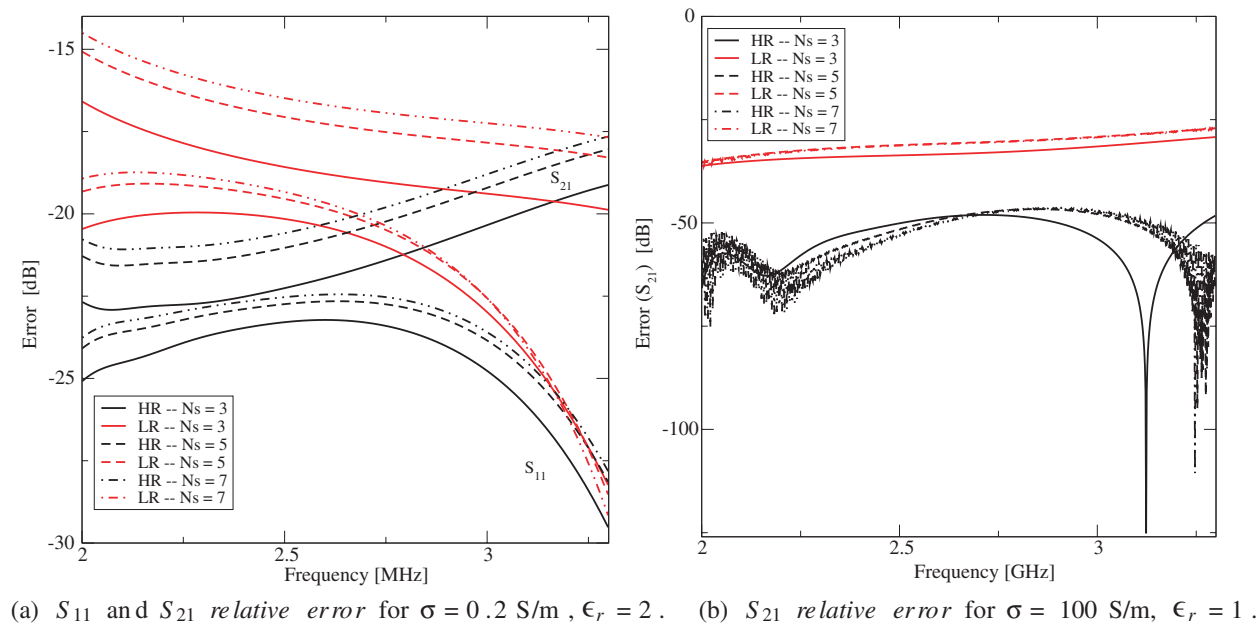 -15
-20
-25
-30
Error [dB]
2
2.5
3
Frequency [MHz]
S21
S11
HR -- Ns = 3
LR -- Ns = 3
HR -- Ns = 5
LR -- Ns = 5
HR -- Ns = 7
LR -- Ns = 7
(a) S11 and S21 relative error for σ = 0.2 S/m , ϵr = 2 .
0
-50
-100
Error (S21) [dB]
2
2.5
3
Frequency [GHz]
HR -- Ns = 3
LR -- Ns = 3
HR -- Ns = 5
LR -- Ns = 5
HR -- Ns = 7
LR -- Ns = 7
(b) S21 relative error for σ = 100 S/m, ϵr = 1 .